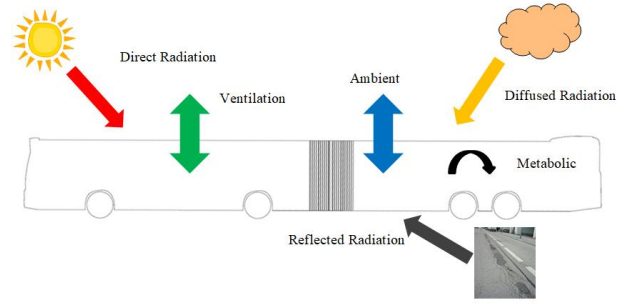 Direct Radiation
Ventilation
Ambient
Diffused Radiation
Metabolic
Reflected Radiation